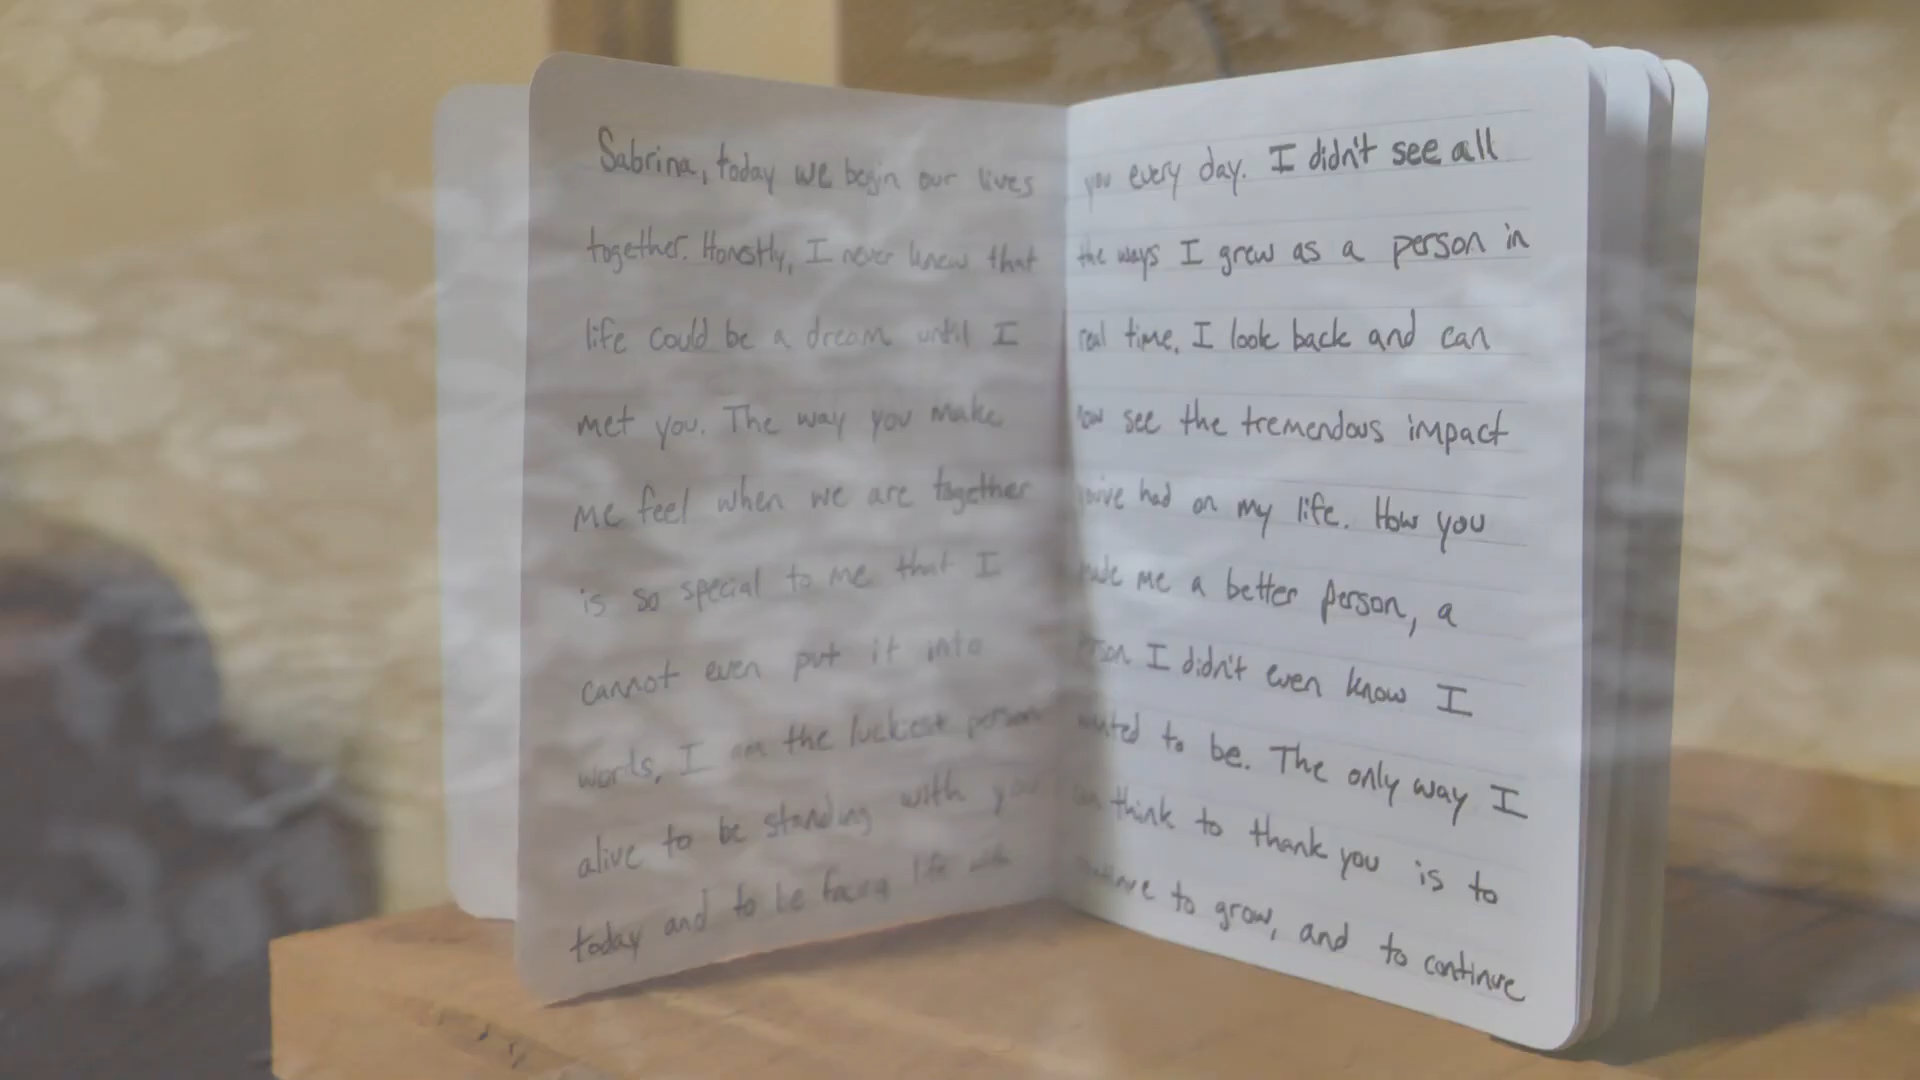 Sabrina, today we begin our lives
together. Honestly, I never knew that
life could be a dream until I
met you. The way you make
me feel when we are together
is so special to me that I
cannot even put it into
words. I am the luckiest person
alive to be standing with you
today and to be facing life with
you every day. I didn't see all
the ways I grew as a person in
real time. I look back and can
now see the tremendous impact
you've had on my life. How you
made me a better person, a
person I didn't even know I
wanted to be. The only way I
can think to thank you is to
continue to grow, and to continue